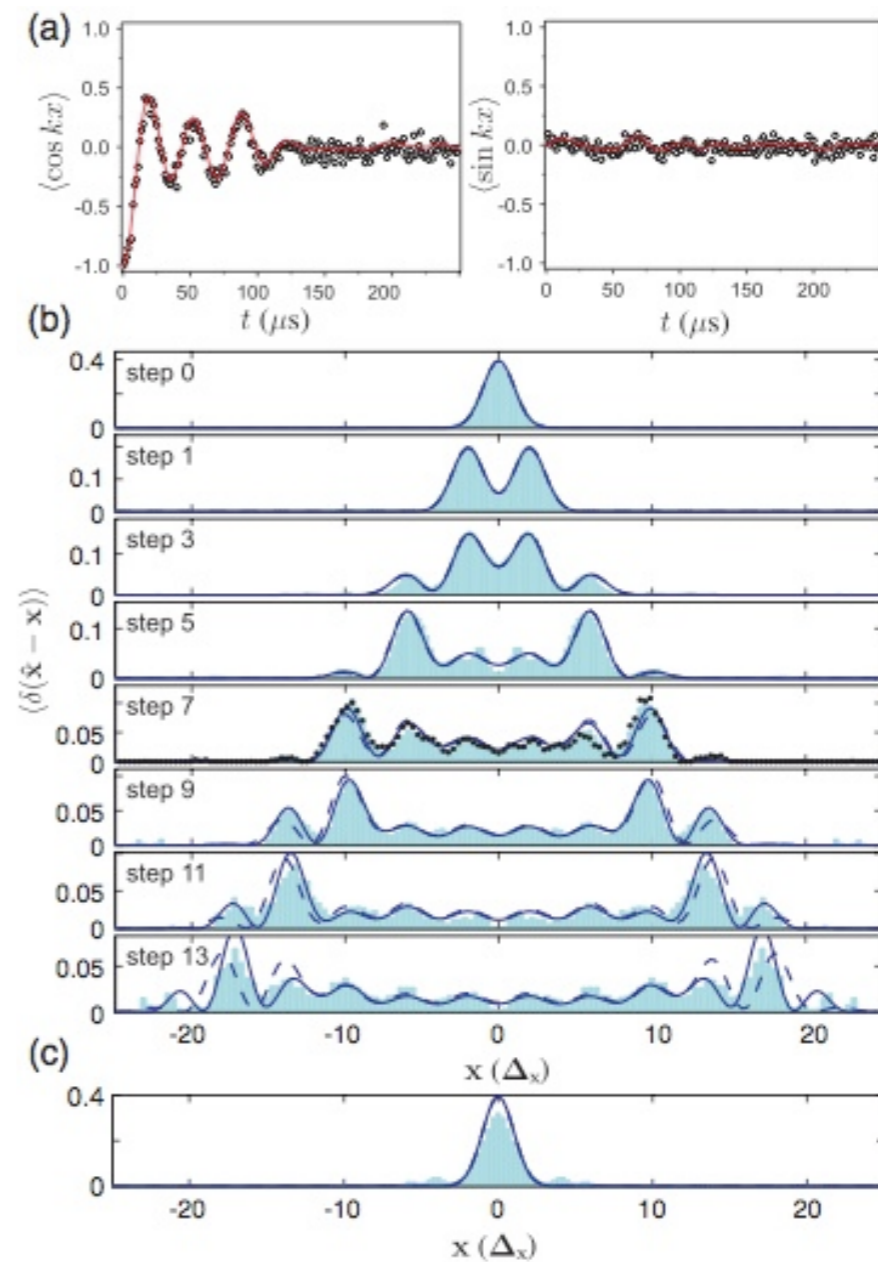 (a)
1.0
0.5
0.0
-0.5
-1.0
⟨cos kx⟩
0 50 100 150 200
t (μs)
1.0
0.5
0.0
-0.5
-1.0
⟨sin kx⟩
0 50 100 150 200
t (μs)
(b)
⟨δ(x̂ − x)⟩
0.4
step 0
0
step 1
0.1
0
step 3
0.1
0
step 5
0.1
0
step 7
0.05
0
step 9
0.05
0
step 11
0.05
0
step 13
0.05
0
-20 -10 0 10 20
x (Δx)
(c)
0.4
0
-20 -10 0 10 20
x (Δx)